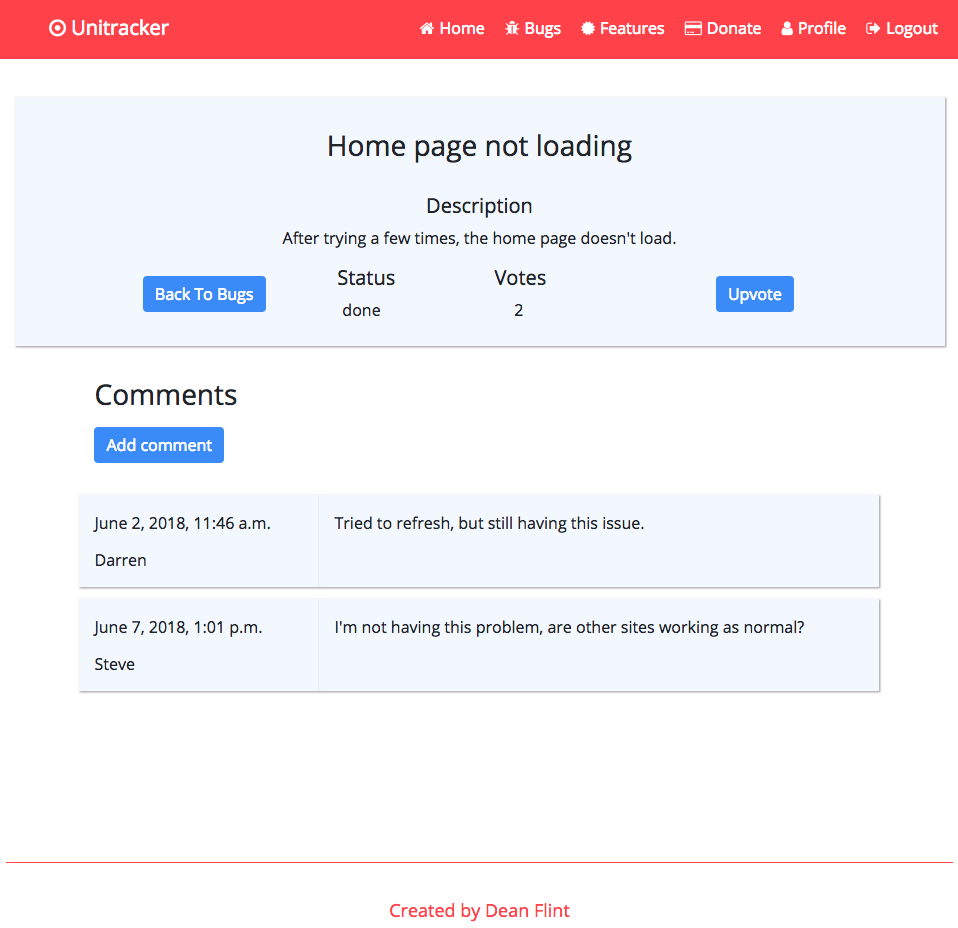 Unitracker Home Bugs Features Donate Profile Logout
Home page not loading
Description
After trying a few times, the home page doesn't load.
Back To Bugs
Status
done
Votes
2
Upvote
Comments
Add comment
June 2, 2018, 11:46 a.m.
Darren
Tried to refresh, but still having this issue.
June 7, 2018, 1:01 p.m.
Steve
I'm not having this problem, are other sites working as normal?
Created by Dean Flint